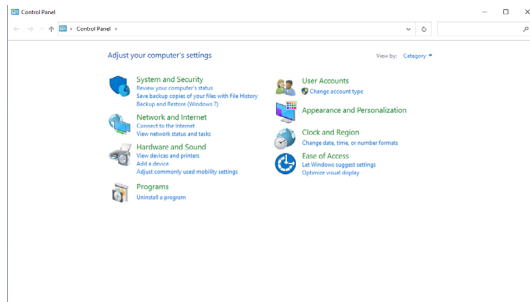 Control Panel
Control Panel
Adjust your computer's settings
View by: Category
System and Security
Review your computer's status
Save backup copies of your files with File History
Backup and Restore (Windows 7)
Network and Internet
Connect to the Internet
View network status and tasks
Hardware and Sound
View devices and printers
Add a device
Adjust commonly used mobility settings
Programs
Uninstall a program
User Accounts
Change account type
Appearance and Personalization
Clock and Region
Change date, time, or number formats
Ease of Access
Let Windows suggest settings
Optimize visual display